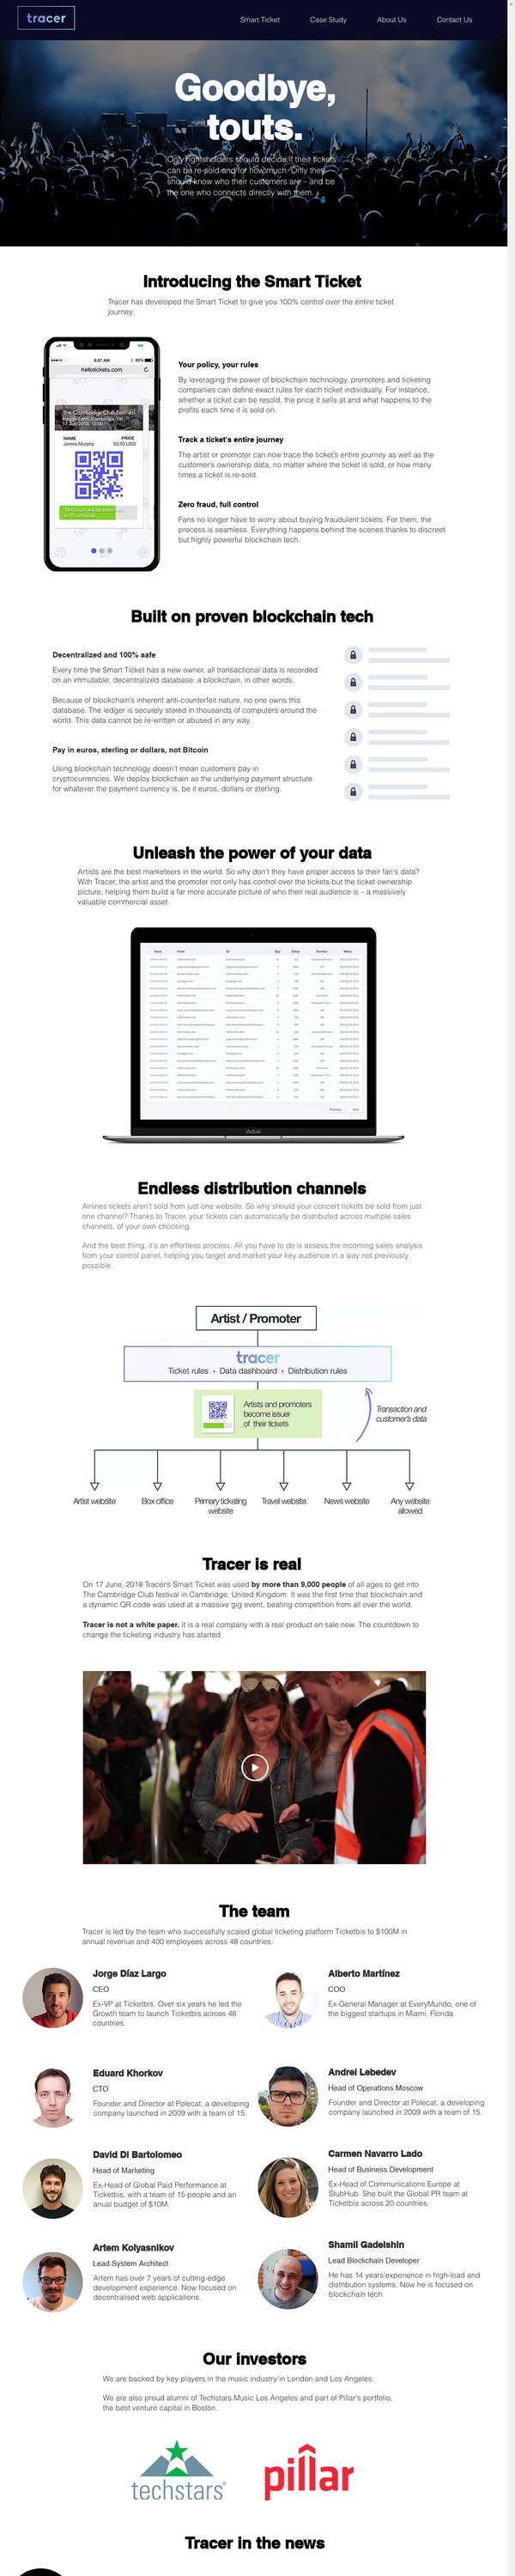 tracer
Smart Ticket
Case Study
About Us
Contact Us
Goodbye,
touts.
Only rightsholders should decide if their tickets
can be re-sold and for how much. Only they
should know who their customers are – and be
the one who connects directly with them.
Introducing the Smart Ticket
Tracer has developed the Smart Ticket to give you 100% control over the entire ticket
journey.
9:37 AM
89%
hellotickets.com
The Cambridge Club Festival
NAME
PRICE
James Murphy
50.00 USD
Your policy, your rules
By leveraging the power of blockchain technology, promoters and ticketing
companies can define exact rules for each ticket individually. For instance,
whether a ticket can be resold, the price it sells at and what happens to the
profits each time it is sold on.
Track a ticket's entire journey
The artist or promoter can now trace the ticket's entire journey as well as the
customer's ownership data, no matter where the ticket is sold, or how many
times a ticket is re-sold.
Zero fraud, full control
Fans no longer have to worry about buying fraudulent tickets. For them, the
process is seamless. Everything happens behind the scenes thanks to discreet
but highly powerful blockchain tech.
Built on proven blockchain tech
Decentralized and 100% safe
Every time the Smart Ticket has a new owner, all transactional data is recorded
on an immutable, decentralized database: a blockchain, in other words.
Because of blockchain's inherent anti-counterfeit nature, no one owns this
database. The ledger is securely stored in thousands of computers around the
world. This data cannot be re-written or abused in any way.
Pay in euros, sterling or dollars, not Bitcoin
Using blockchain technology doesn't mean customers pay in
cryptocurrencies. We deploy blockchain as the underlying payment structure
for whatever the payment currency is, be it euros, dollars or sterling.
Unleash the power of your data
Artists are the best marketeers in the world. So why don't they have proper access to their fan's data?
With Tracer, the artist and the promoter not only has control over the tickets but the ticket ownership
picture, helping them build a far more accurate picture of who their real audience is – a massively
valuable commercial asset.
MacBook
Endless distribution channels
Airlines tickets aren't sold from just one website. So why should your concert tickets be sold from just
one channel? Thanks to Tracer, your tickets can automatically be distributed across multiple sales
channels, of your own choosing.
And the best thing, it's an effortless process. All you have to do is assess the incoming sales analysis
from your control panel, helping you target and market your key audience in a way not previously
possible.
Artist / Promoter
tracer
Ticket rules • Data dashboard • Distribution rules
Artists and promoters
become issuer
of their tickets
Transaction and
customer's data
Artist website
Box office
Primary ticketing
website
Travel website
News website
Any website
allowed
Tracer is real
On 17 June, 2018 Tracer's Smart Ticket was used by more than 9,000 people of all ages to get into
The Cambridge Club festival in Cambridge, United Kingdom. It was the first time that blockchain and
a dynamic QR code was used at a massive gig event, beating competition from all over the world.
Tracer is not a white paper. It is a real company with a real product on sale now. The countdown to
change the ticketing industry has started.
The team
Tracer is led by the team who successfully scaled global ticketing platform Ticketbis to $100M in
annual revenue and 400 employees across 48 countries.
Jorge Díaz Largo
CEO
Ex-VP at Ticketbis. Over six years he led the
Growth team to launch Ticketbis across 48
countries.
Alberto Martínez
COO
Ex-General Manager at EveryMundo, one of
the biggest startups in Miami, Florida.
Eduard Khorkov
CTO
Founder and Director at Polecat, a developing
company launched in 2009 with a team of 15.
Andrei Lebedev
Head of Operations Moscow
Founder and Director at Polecat, a developing
company launched in 2009 with a team of 15.
David Di Bartolomeo
Head of Marketing
Ex-Head of Global Paid Performance at
Ticketbis, with a team of 15 people and an
anual budget of $10M.
Carmen Navarro Lado
Head of Business Development
Ex-Head of Communications Europe at
StubHub. She built the Global PR team at
Ticketbis across 20 countries.
Artem Kolyasnikov
Lead System Architect
Artem has over 7 years of cutting-edge
development experience. Now focused on
decentralised web applications.
Shamil Gadelshin
Lead Blockchain Developer
He has 14 years'experience in high-load and
distribution systems. Now he is focused on
blockchain tech.
Our investors
We are backed by key players in the music industry in London and Los Angeles.
We are also proud alumni of Techstars Music Los Angeles and part of Pillar's portfolio,
the best venture capital in Boston.
techstars
pillar
Tracer in the news